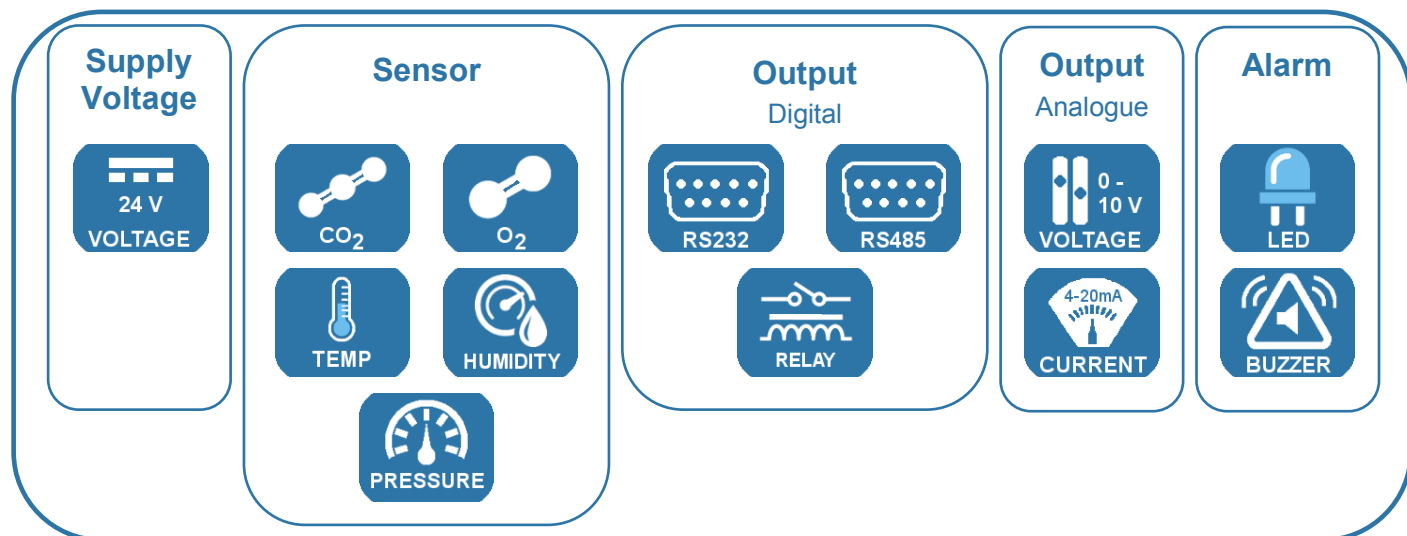 Supply
Voltage
24 V
VOLTAGE
Sensor
CO₂
O₂
TEMP
HUMIDITY
PRESSURE
Output
Digital
RS232
RS485
RELAY
Output
Analogue
0 -
10 V
VOLTAGE
4-20mA
CURRENT
Alarm
LED
BUZZER